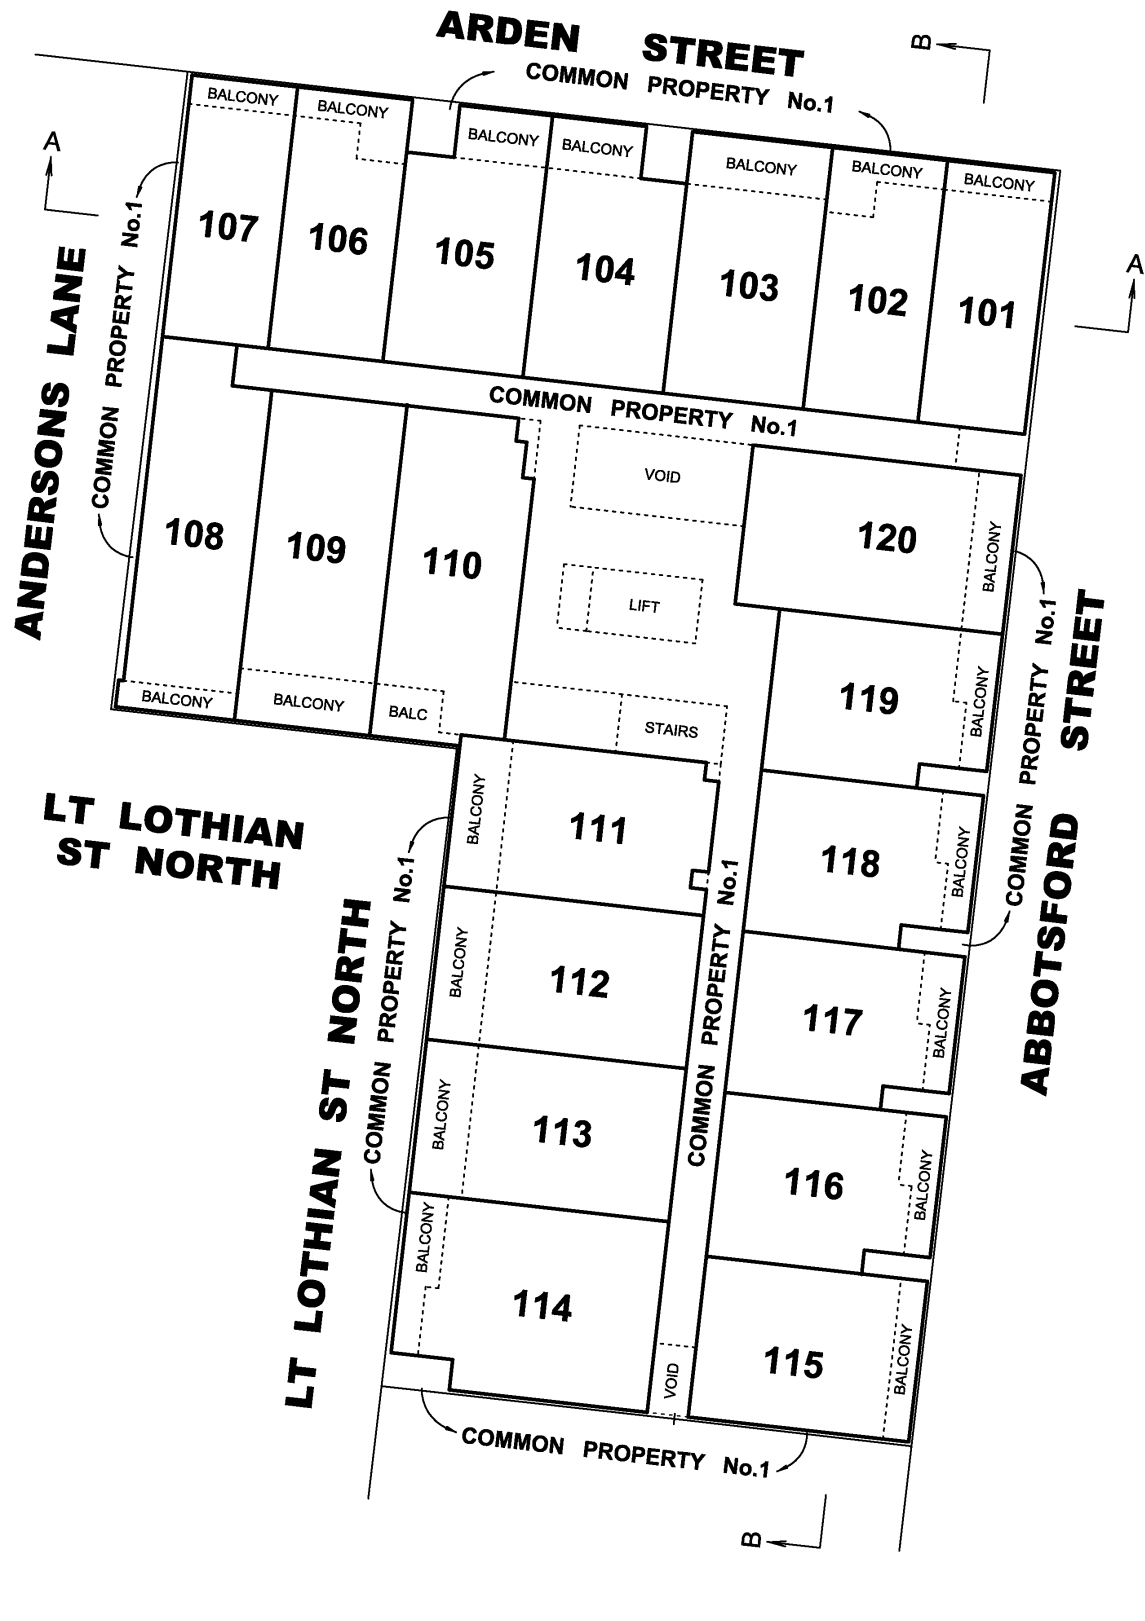 ARDEN STREET
B
COMMON PROPERTY No.1
A
BALCONY
BALCONY
BALCONY
BALCONY
BALCONY
BALCONY
BALCONY
107
106
105
104
103
102
101
A
ANDERSONS LANE
COMMON PROPERTY No.1
COMMON PROPERTY No.1
108
109
110
VOID
LIFT
STAIRS
120
BALCONY
119
BALCONY
BALCONY
BALCONY
BALC
COMMON PROPERTY No.1
ABBOTSFORD STREET
LT LOTHIAN
ST NORTH
BALCONY
111
118
BALCONY
BALCONY
112
117
BALCONY
BALCONY
113
116
BALCONY
BALCONY
114
115
BALCONY
BALCONY
COMMON PROPERTY No.1
COMMON PROPERTY No.1
LT LOTHIAN ST NORTH
VOID
COMMON PROPERTY No.1
B